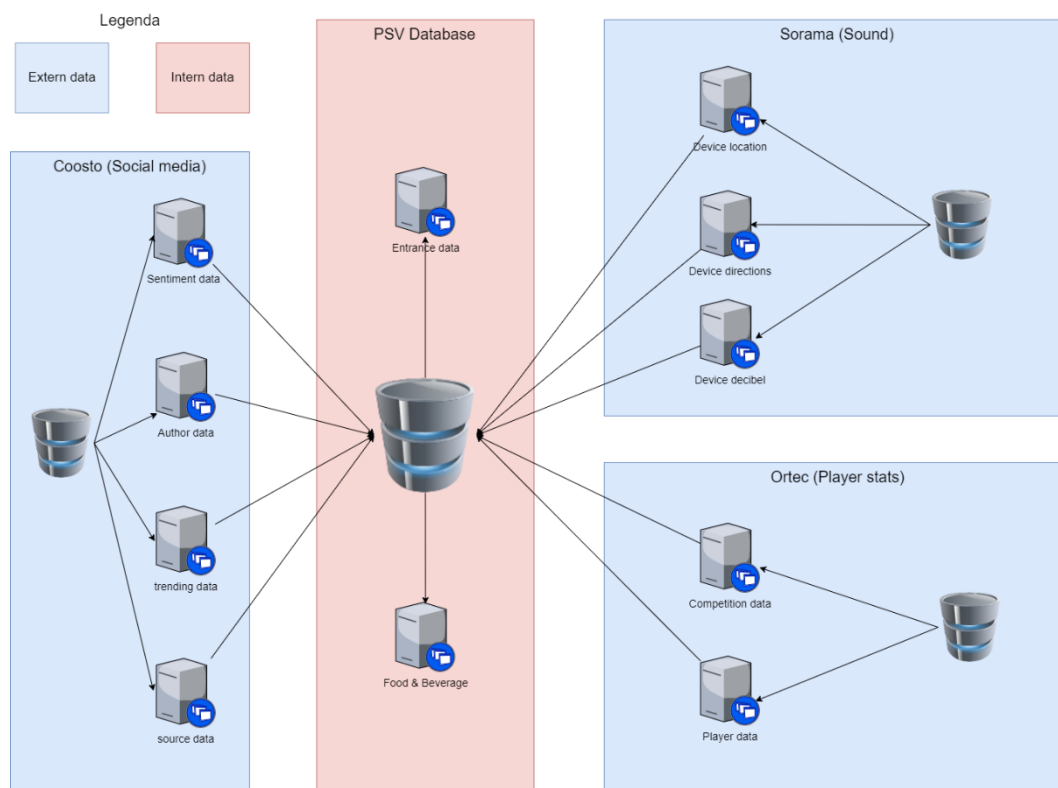 Legenda
Extern data
Intern data
Coosto (Social media)
Sentiment data
Author data
trending data
source data
PSV Database
Entrance data
Food & Beverage
Sorama (Sound)
Device location
Device directions
Device decibel
Ortec (Player stats)
Competition data
Player data